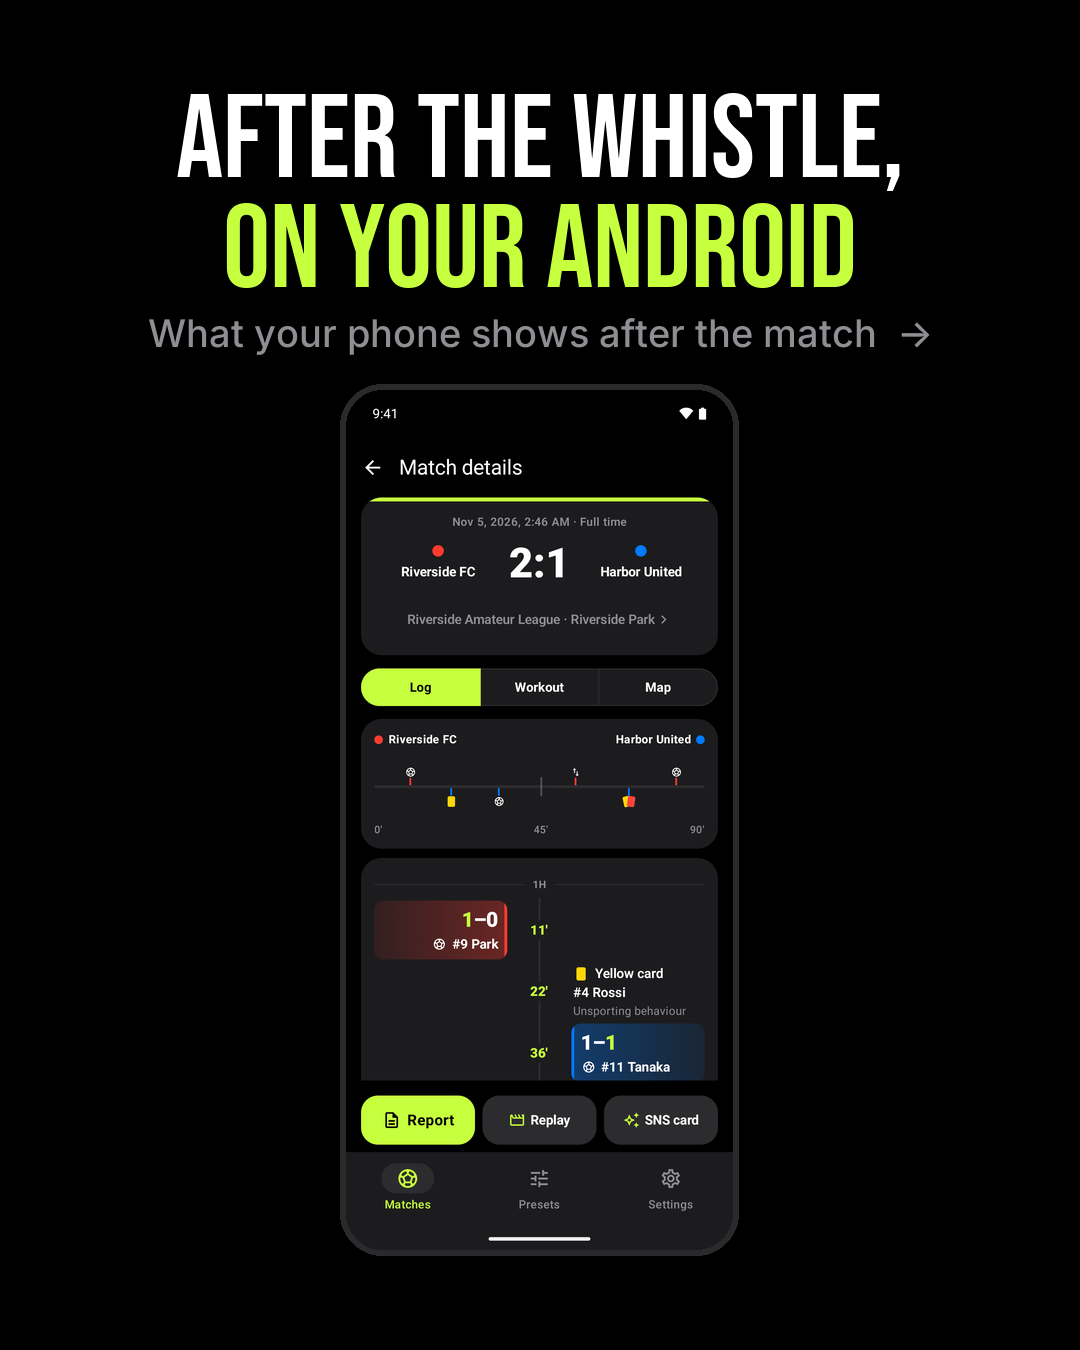 AFTER THE WHISTLE,
ON YOUR ANDROID
What your phone shows after the match →
9:41
Match details
Nov 5, 2026, 2:46 AM · Full time
Riverside FC 2:1 Harbor United
Riverside Amateur League · Riverside Park >
Log Workout Map
Riverside FC Harbor United
0' 45' 90'
1H
1–0
#9 Park
11'
Yellow card
22'
#4 Rossi
Unsporting behaviour
1–1
36'
#11 Tanaka
Report Replay SNS card
Matches Presets Settings